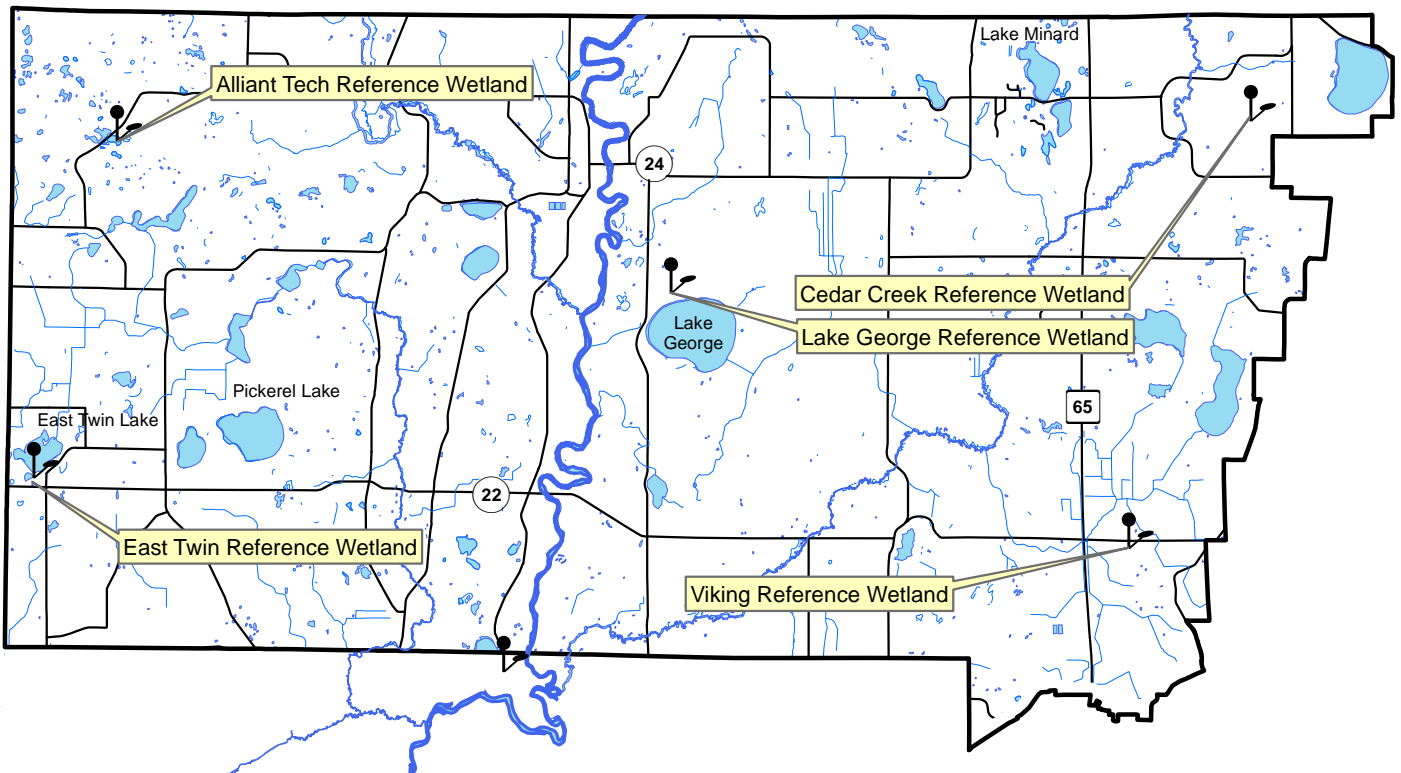 Lake Minard
Alliant Tech Reference Wetland
24
Cedar Creek Reference Wetland
Lake
George
Lake George Reference Wetland
Pickerel Lake
East Twin Lake
65
22
East Twin Reference Wetland
Viking Reference Wetland